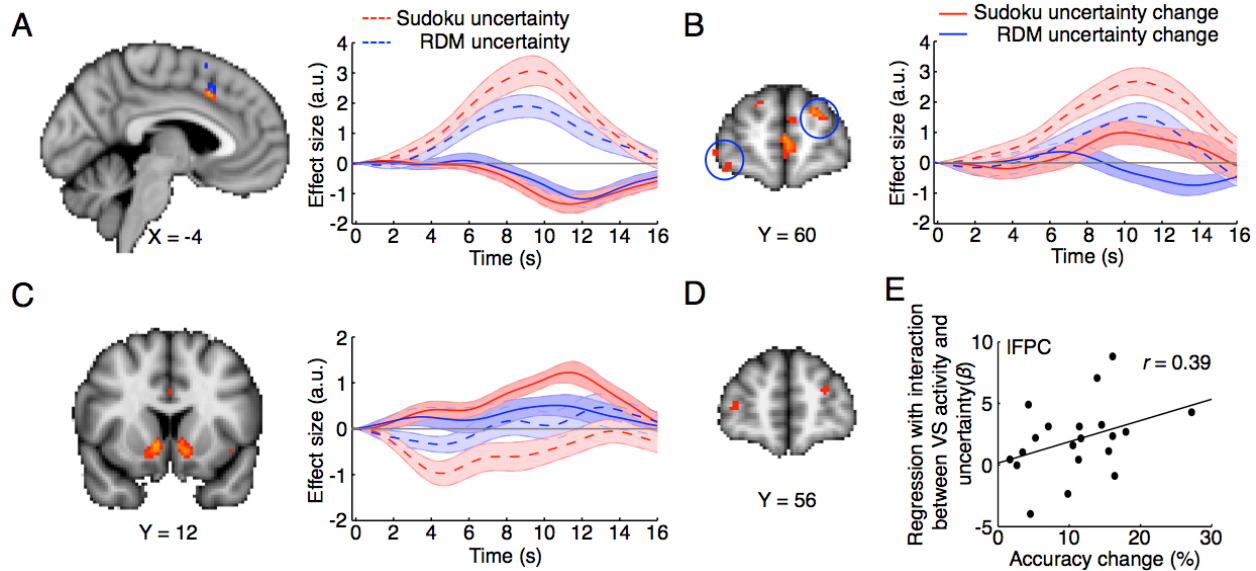 A
Sudoku uncertainty
RDM uncertainty
Effect size (a.u.)
4
3
2
1
0
-1
-2
0 2 4 6 8 10 12 14 16
Time (s)
X = -4
B
Sudoku uncertainty change
RDM uncertainty change
Effect size (a.u.)
4
3
2
1
0
-1
-2
0 2 4 6 8 10 12 14 16
Time (s)
Y = 60
C
Effect size (a.u.)
2
1
0
-1
-2
0 2 4 6 8 10 12 14 16
Time (s)
Y = 12
D
Y = 56
E
Regression with interaction
between VS activity and
uncertainty(β)
10
5
0
-5
lFPC
r = 0.39
0 10 20 30
Accuracy change (%)